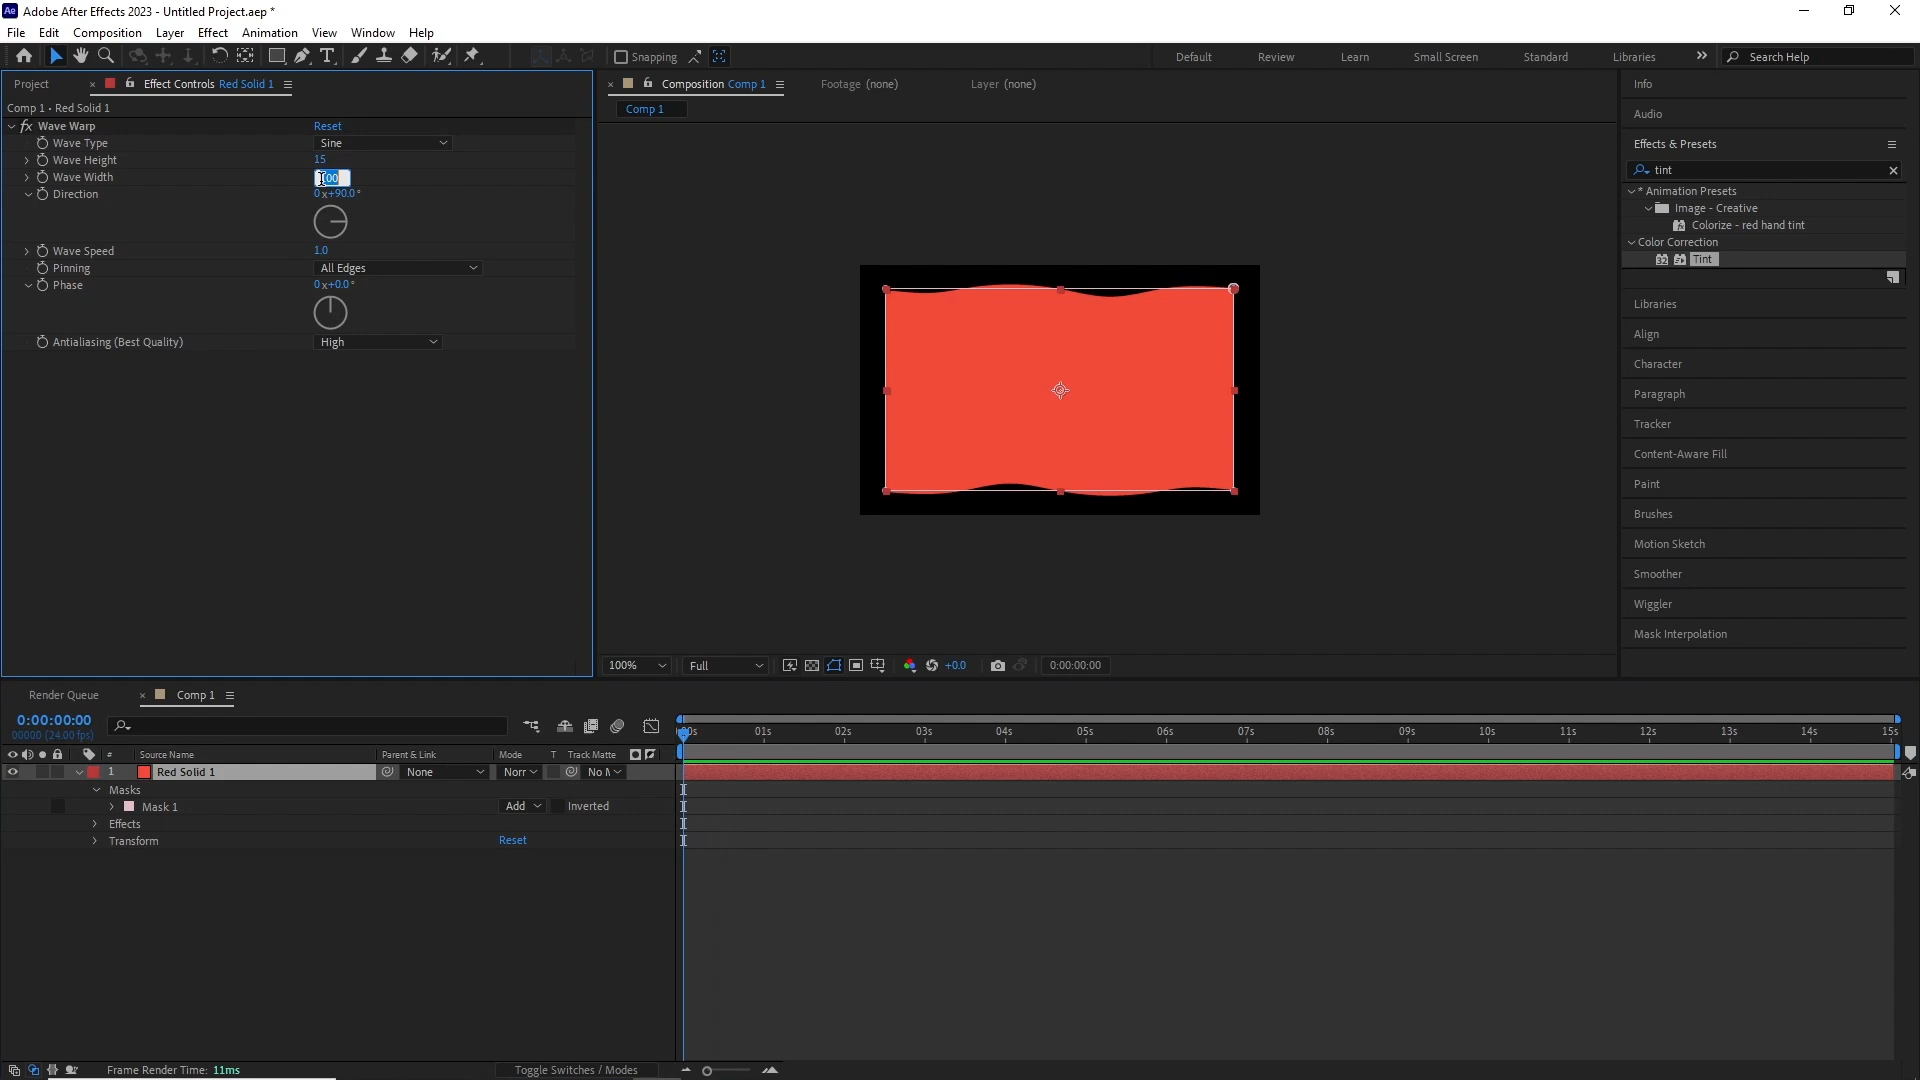 Ae Adobe After Effects 2023 - Untitled Project.aep *
File Edit Composition Layer Effect Animation View Window Help
Snapping Default Review Learn Small Screen Standard Libraries Search Help
Project Effect Controls Red Solid 1
Comp 1 • Red Solid 1
fx Wave Warp Reset
Wave Type Sine
Wave Height 15
Wave Width
Direction 0 x+90.0°
Wave Speed 1.0
Pinning All Edges
Phase 0 x+0.0°
Antialiasing (Best Quality) High
Composition Comp 1 Footage (none) Layer (none)
Comp 1
100% Full +0.0 0:00:00:00
Info
Audio
Effects & Presets
tint
* Animation Presets
Image - Creative
Colorize - red hand tint
Color Correction
32 Tint
Libraries
Align
Character
Paragraph
Tracker
Content-Aware Fill
Paint
Brushes
Motion Sketch
Smoother
Wiggler
Mask Interpolation
Render Queue Comp 1
0:00:00:00
00000 (24.00 fps)
01s 02s 03s 04s 05s 06s 07s 08s 09s 10s 11s 12s 13s 14s 15s
# Source Name Parent & Link Mode T Track Matte
1 Red Solid 1 None Norr No M
Masks
Mask 1 Add Inverted
Effects
Transform Reset
Frame Render Time: 11ms Toggle Switches / Modes